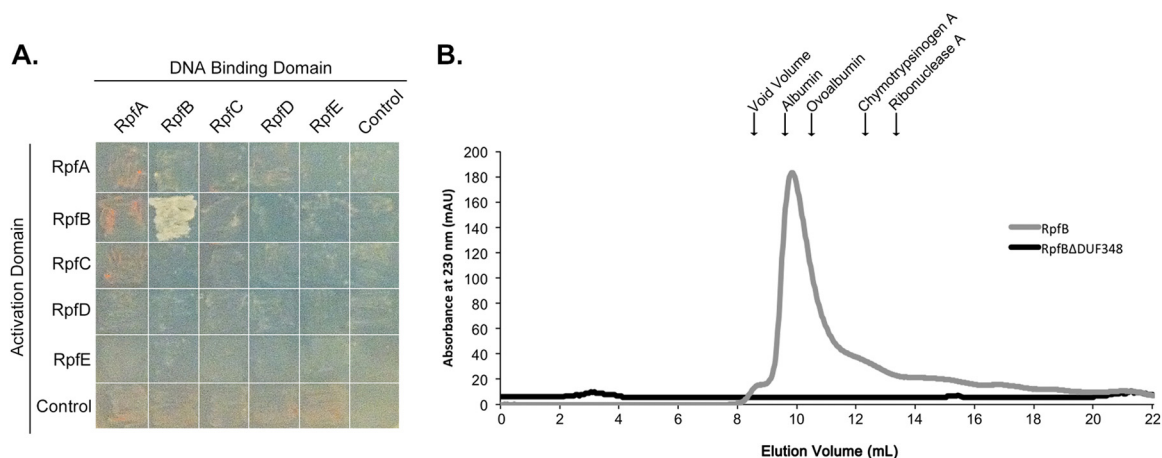 A.
DNA Binding Domain
RpfA RpfB RpfC RpfD RpfE Control
Activation Domain
RpfA
RpfB
RpfC
RpfD
RpfE
Control
B.
Void Volume
Albumin
Ovoalbumin
Chymotrypsinogen A
Ribonuclease A
Absorbance at 230 nm (mAU)
200
180
160
140
120
100
80
60
40
20
0
0 2 4 6 8 10 12 14 16 18 20 22
Elution Volume (mL)
RpfB
RpfBΔDUF348